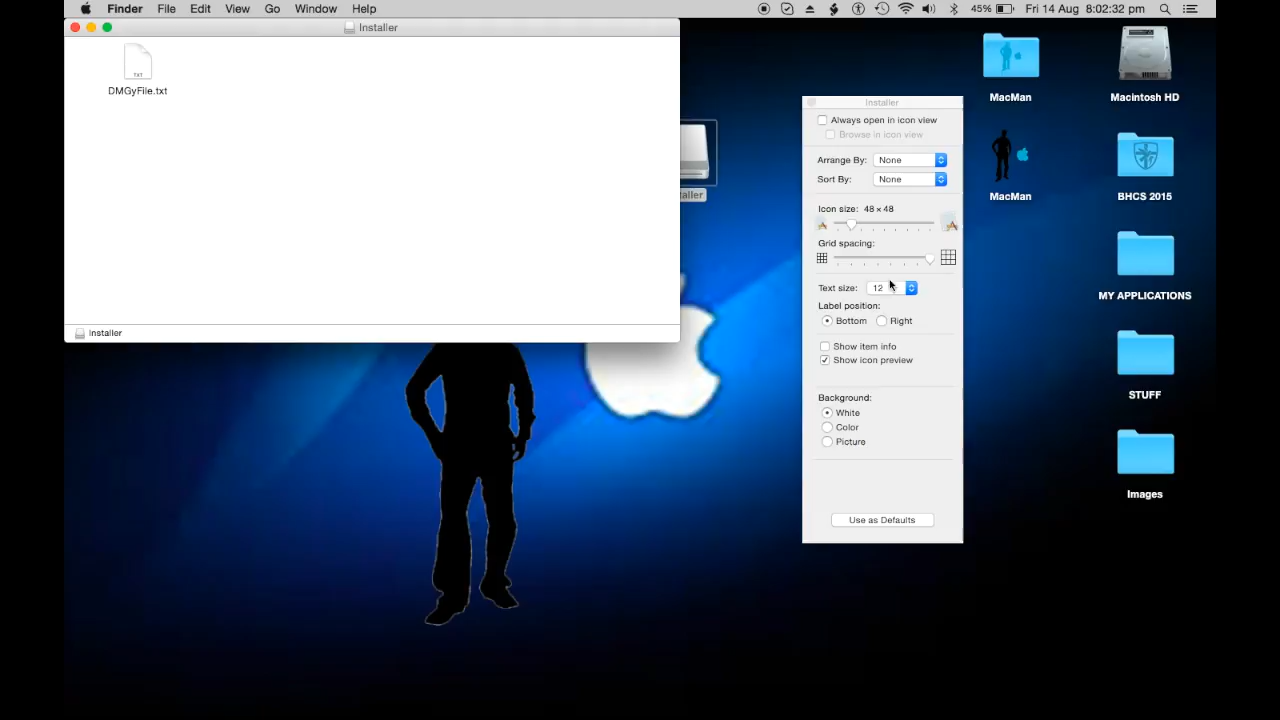 Finder File Edit View Go Window Help 45% Fri 14 Aug 8:02:32 pm
Installer
TXT
DMGyFile.txt
Installer
taller
Installer
Always open in icon view
Browse in icon view
Arrange By: None
Sort By: None
Icon size: 48 × 48
Grid spacing:
Text size: 12
Label position:
Bottom Right
Show item info
Show icon preview
Background:
White
Color
Picture
Use as Defaults
MacMan
Macintosh HD
MacMan
BHCS 2015
MY APPLICATIONS
STUFF
Images